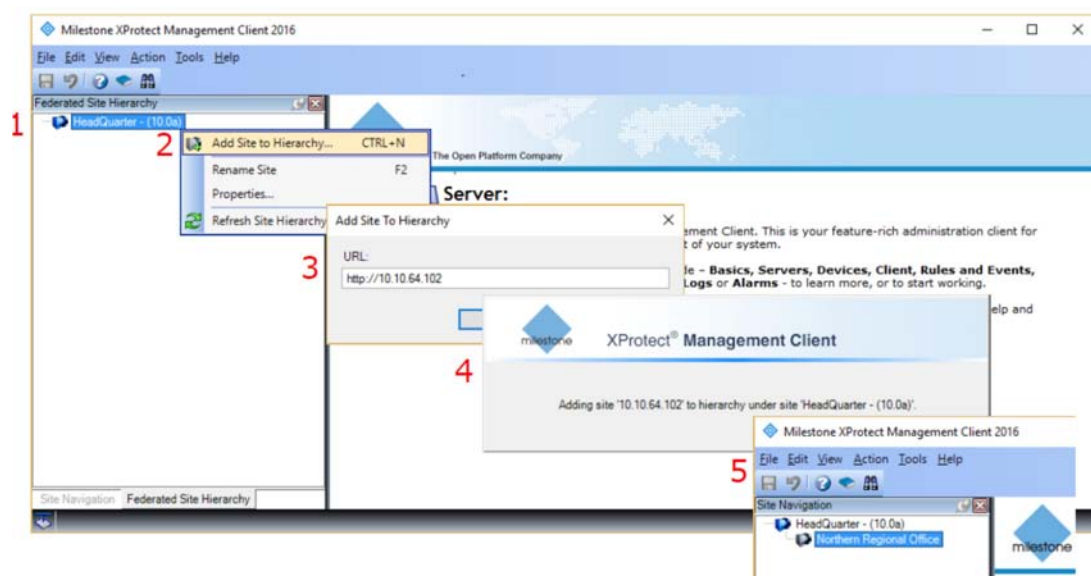 Milestone XProtect Management Client 2016
File Edit View Action Tools Help
Federated Site Hierarchy
1
HeadQuarter - (10.0a)
2
Add Site to Hierarchy... CTRL+N
Rename Site F2
Properties...
Refresh Site Hierarchy
The Open Platform Company
Server:
ement Client. This is your feature-rich administration client for
t of your system.
le - Basics, Servers, Devices, Client, Rules and Events,
Logs or Alarms - to learn more, or to start working.
elp and
3
Add Site To Hierarchy
URL:
http://10.10.64.102
4
milestone
XProtect® Management Client
Adding site '10.10.64.102' to hierarchy under site 'HeadQuarter - (10.0a)'.
5
Milestone XProtect Management Client 2016
File Edit View Action Tools Help
Site Navigation
HeadQuarter - (10.0a)
Northern Regional Office
milestone
Site Navigation Federated Site Hierarchy